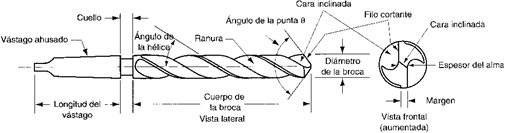 Cuello
Vástago ahusado
Ángulo de
la hélice
Ranura
Ángulo de la punta θ
Cara inclinada
Filo cortante
Cara inclinada
Diámetro
de la broca
Espesor del alma
Longitud del
vástago
Cuerpo de
la broca
Vista lateral
Margen
Vista frontal
(aumentada)